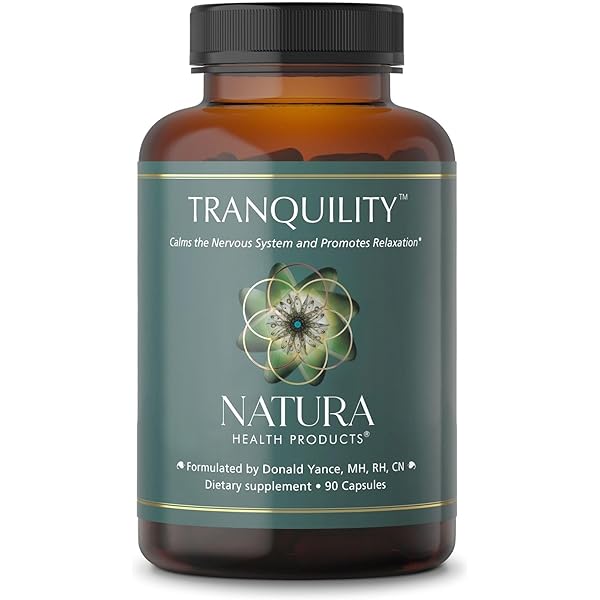 TRANQUILITY™
Calms the Nervous System and Promotes Relaxation*
NATURA
HEALTH PRODUCTS®
Formulated by Donald Yance, MH, RH, CN
Dietary supplement • 90 Capsules